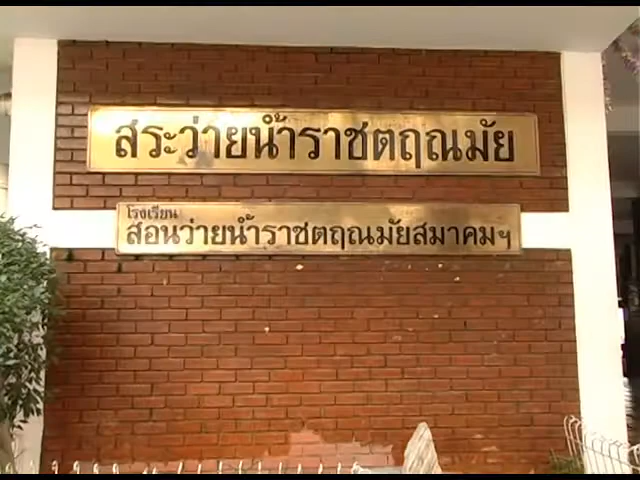 สระว่ายน้ำราชตฤณมัย
โรงเรียน
สอนว่ายน้ำราชตฤณมัยสมาคมฯ